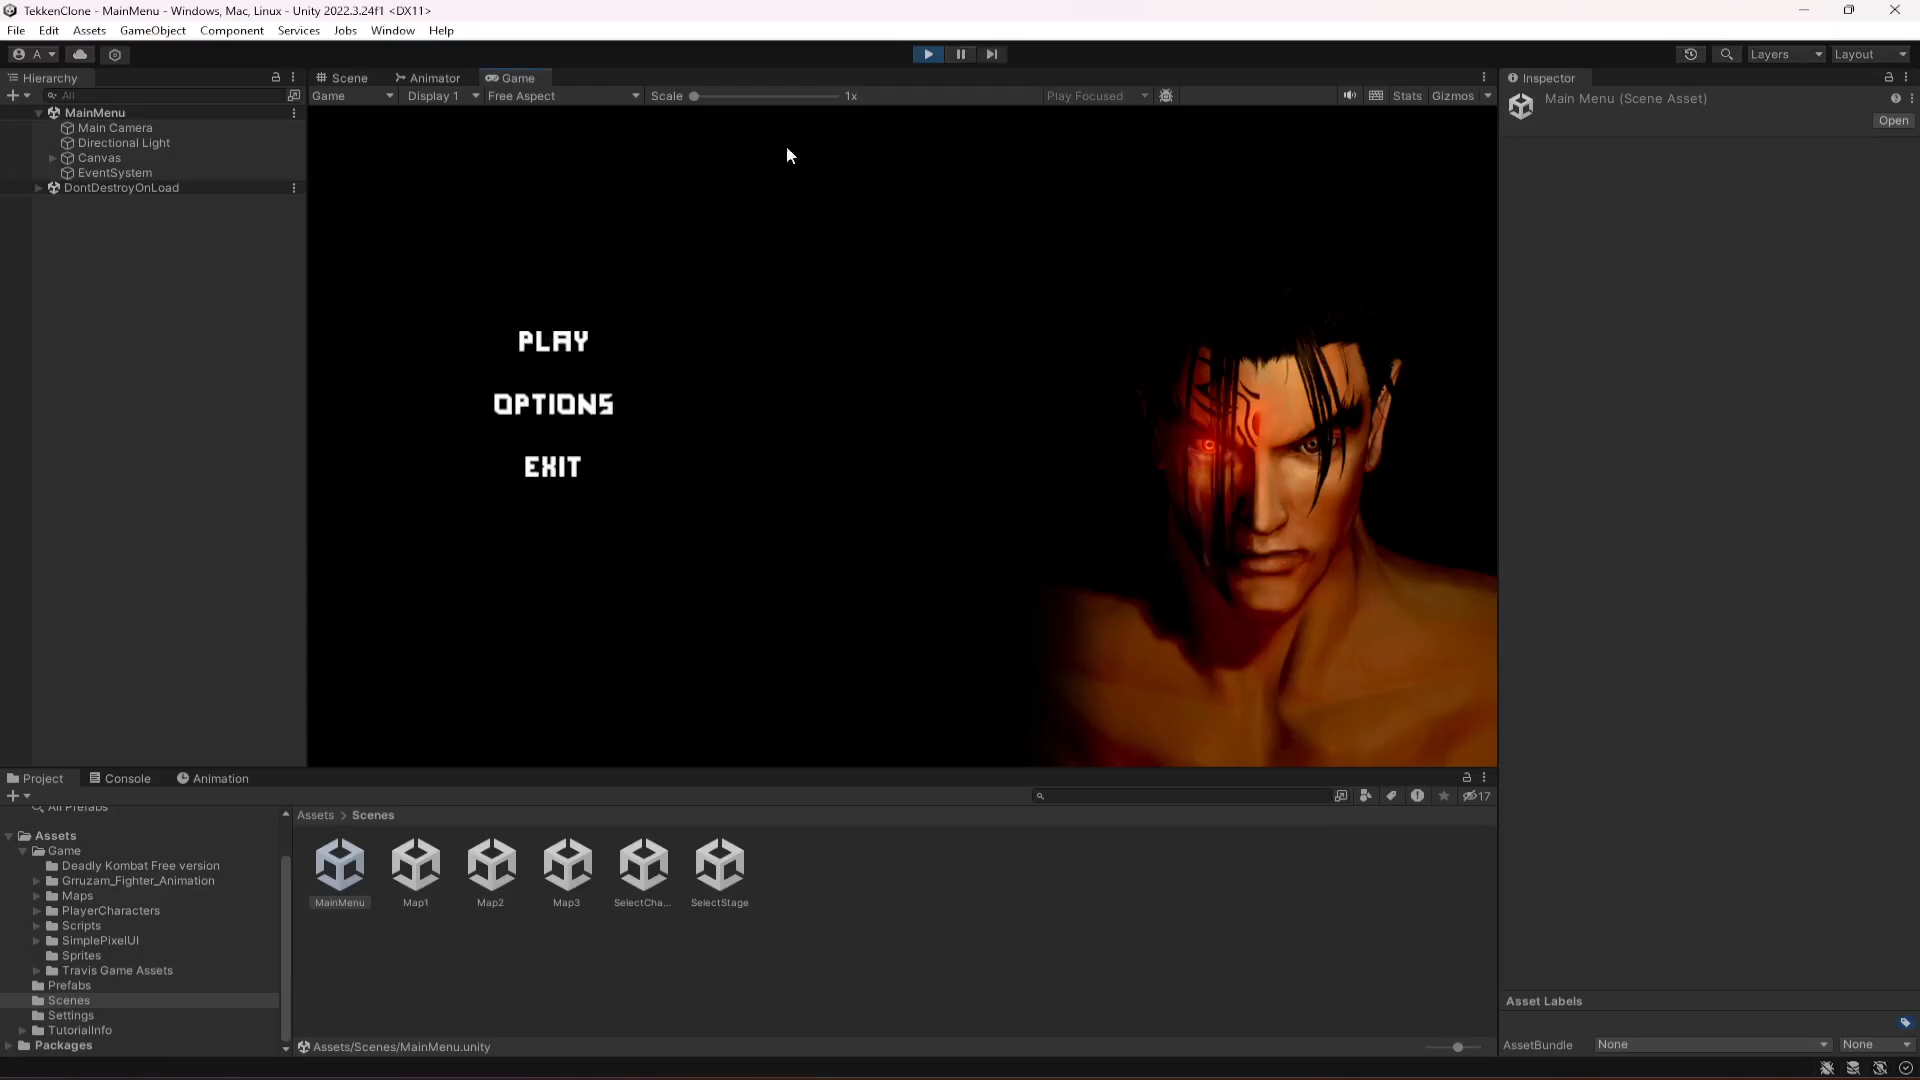 TekkenClone - MainMenu - Windows, Mac, Linux - Unity 2022.3.24f1 <DX11>
File Edit Assets GameObject Component Services Jobs Window Help
A Layers Layout
Hierarchy Scene Animator Game Inspector
All Game Display 1 Free Aspect Scale 1x Play Focused Stats Gizmos Main Menu (Scene Asset)
MainMenu
Open
Main Camera
Directional Light
Canvas
EventSystem
DontDestroyOnLoad
PLAY
OPTIONS
EXIT
Project Console Animation
17
All Prefabs
Assets > Scenes
Assets
Game
Deadly Kombat Free version
Grruzam_Fighter_Animation
Maps
PlayerCharacters
Scripts
SimplePixelUI
Sprites
Travis Game Assets
Prefabs
Scenes
Settings
TutorialInfo
Packages
MainMenu Map1 Map2 Map3 SelectCha... SelectStage
Assets/Scenes/MainMenu.unity
Asset Labels
AssetBundle None None